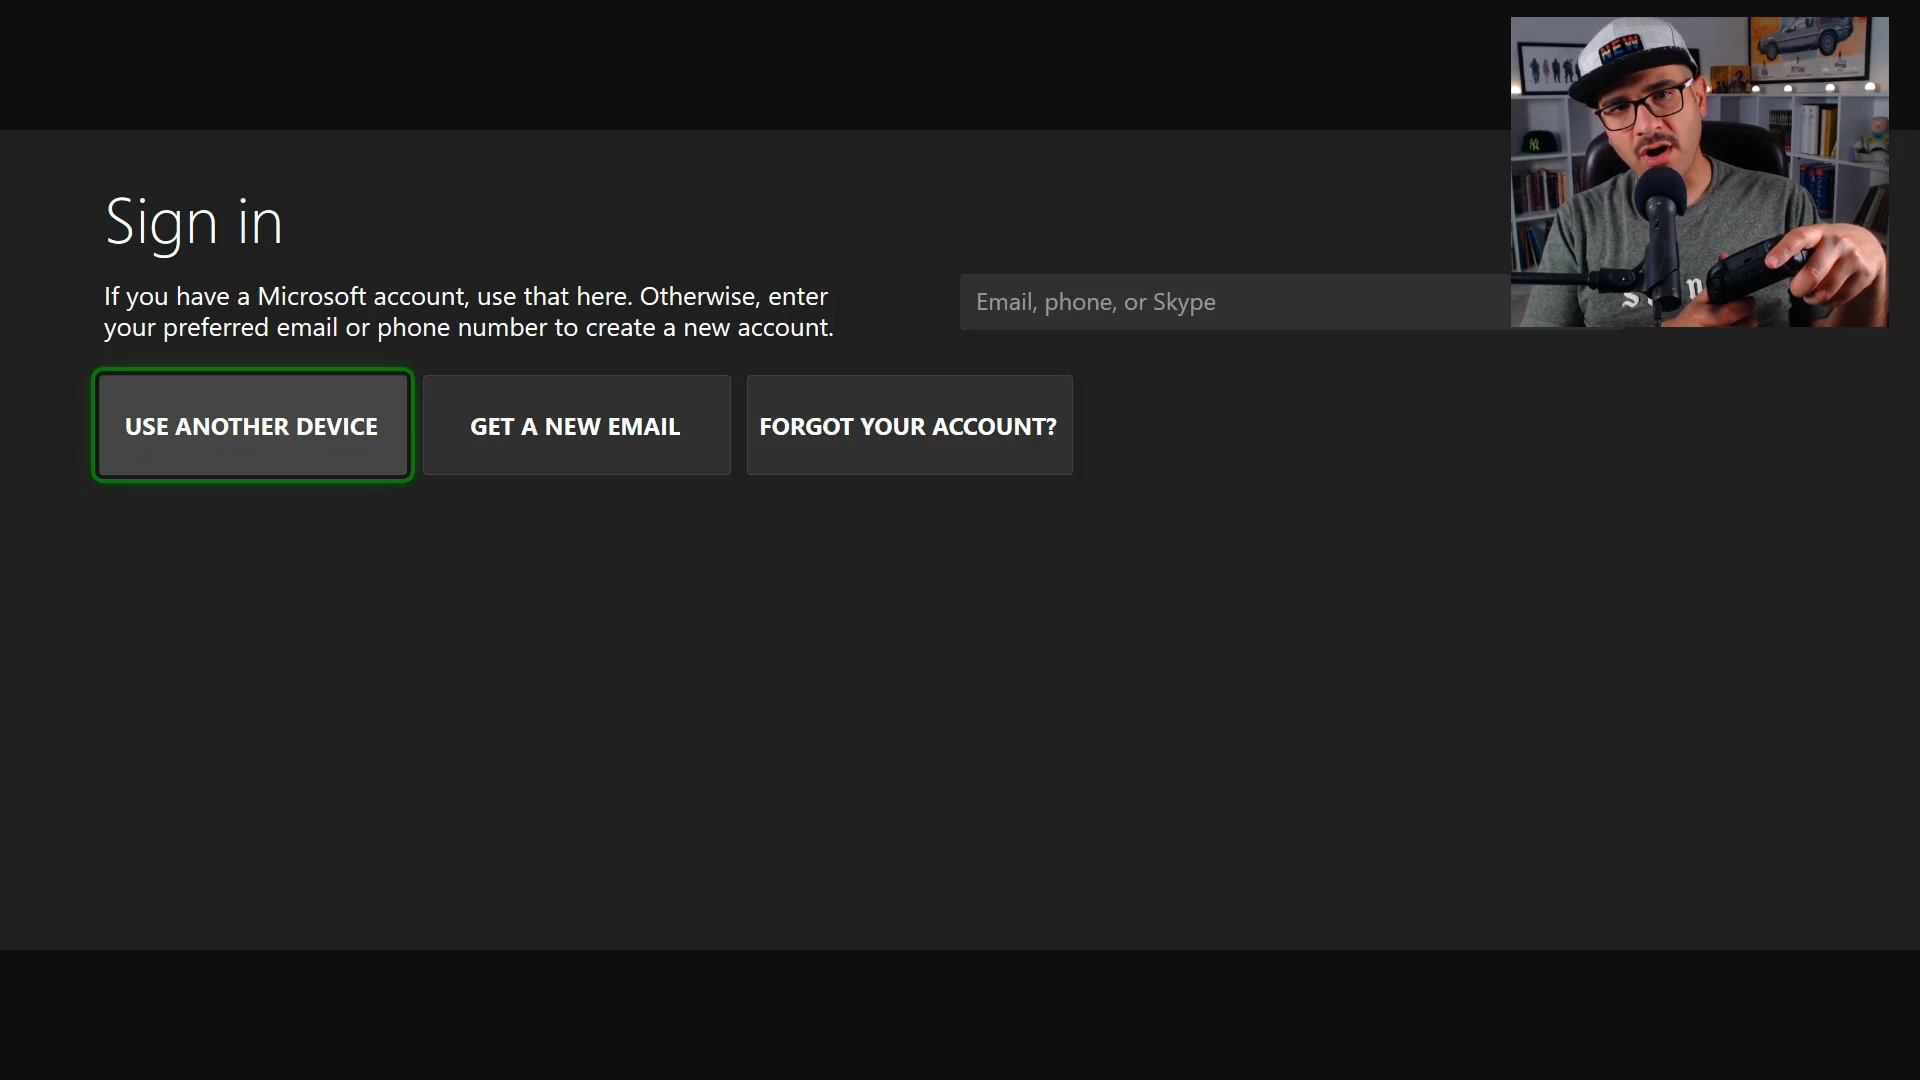 NEW
Sign in
If you have a Microsoft account, use that here. Otherwise, enter
your preferred email or phone number to create a new account.
Email, phone, or Skype
USE ANOTHER DEVICE
GET A NEW EMAIL
FORGOT YOUR ACCOUNT?